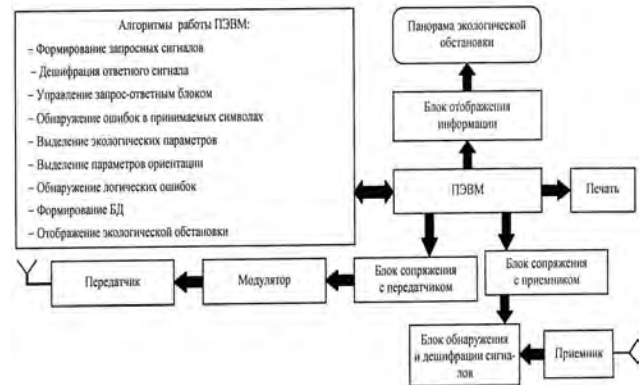 Алгоритмы работы ПЭВМ:
– Формирование запросных сигналов
– Дешифрация ответного сигнала
– Управление запрос-ответным блоком
– Обнаружение ошибок в принимаемых символах
– Выделение экологических параметров
– Выделение параметров ориентации
– Обнаружение логических ошибок
– Формирование БД
– Отображение экологической обстановки
Панорама экологической
обстановки
Блок отображения
информации
ПЭВМ
Печать
Передатчик
Модулятор
Блок сопряжения
с передатчиком
Блок сопряжения
с приемником
Блок обнаружения
и дешифрации сигна-
лов
Приемник